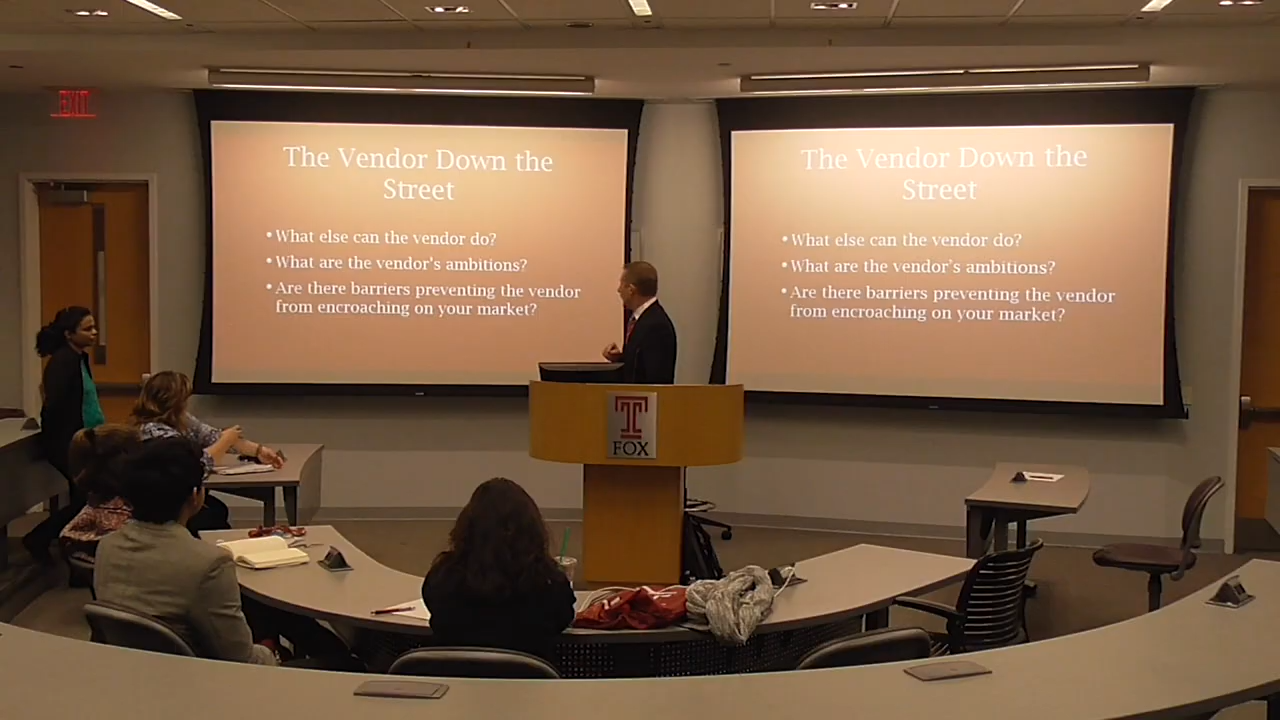 EXIT
The Vendor Down the
Street
• What else can the vendor do?
• What are the vendor's ambitions?
• Are there barriers preventing the vendor
from encroaching on your market?
The Vendor Down the
Street
• What else can the vendor do?
• What are the vendor's ambitions?
• Are there barriers preventing the vendor
from encroaching on your market?
T
FOX